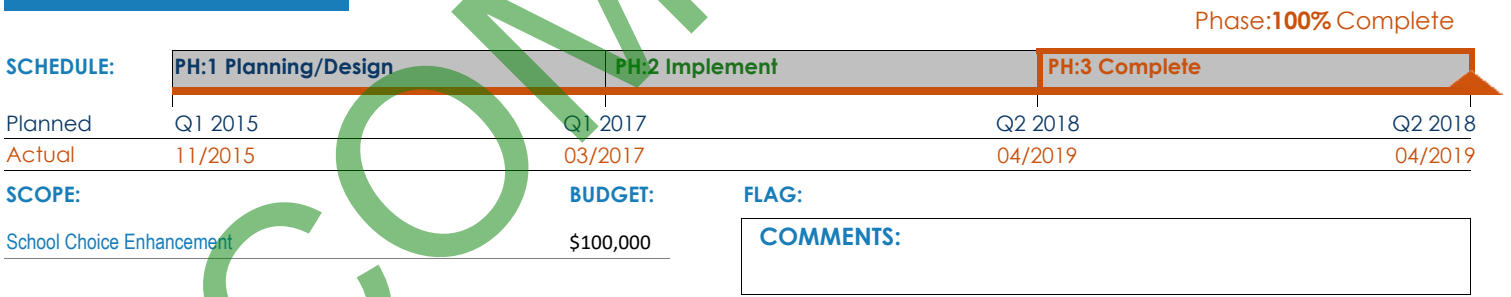 Phase:100% Complete
SCHEDULE: PH:1 Planning/Design PH:2 Implement PH:3 Complete
Planned Q1 2015 Q1 2017 Q2 2018 Q2 2018
Actual 11/2015 03/2017 04/2019 04/2019
SCOPE: BUDGET: FLAG:
School Choice Enhancement $100,000 COMMENTS:
COM